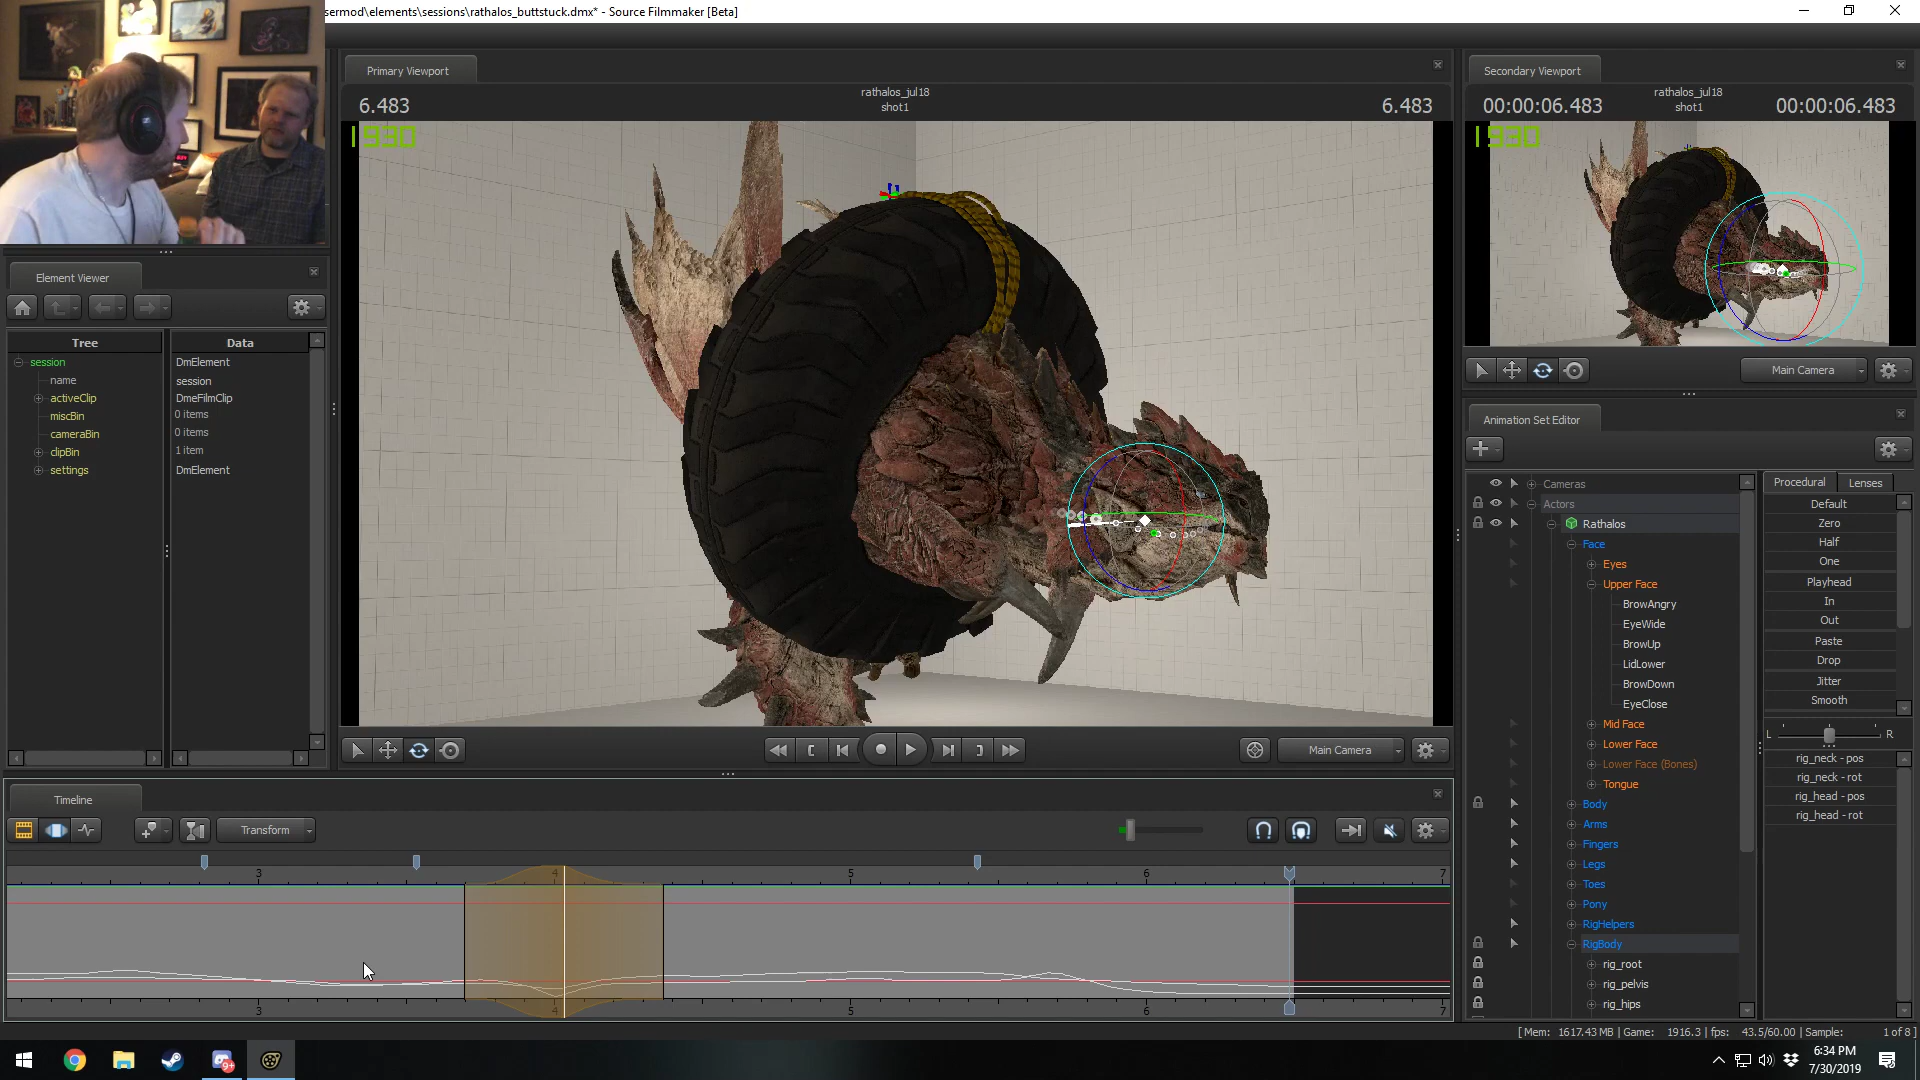 sermod\elements\sessions\rathalos_buttstuck.dmx* - Source Filmmaker [Beta]
Primary Viewport
6.483
rathalos_jul18
shot1
6.483
1930
Secondary Viewport
00:00:06.483
rathalos_jul18
shot1
00:00:06.483
1930
Main Camera
Element Viewer
Tree
Data
session
DmElement
name
session
activeClip
DmeFilmClip
miscBin
0 items
cameraBin
0 items
clipBin
1 item
settings
DmElement
Main Camera
Animation Set Editor
Cameras
Actors
Rathalos
Face
Eyes
Upper Face
BrowAngry
EyeWide
BrowUp
LidLower
BrowDown
EyeClose
Mid Face
Lower Face
Lower Face (Bones)
Tongue
Body
Arms
Fingers
Legs
Toes
Pony
RigHelpers
RigBody
rig_root
rig_pelvis
rig_hips
Procedural
Lenses
Default
Zero
Half
One
Playhead
In
Out
Paste
Drop
Jitter
Smooth
L
R
rig_neck - pos
rig_neck - rot
rig_head - pos
rig_head - rot
Timeline
Transform
3
4
5
6
7
3
4
5
6
7
[ Mem: 1617.43 MB | Game: 1916.3 | fps: 43.5/60.00 | Sample: 1 of 8 ]
9+
6:34 PM
7/30/2019